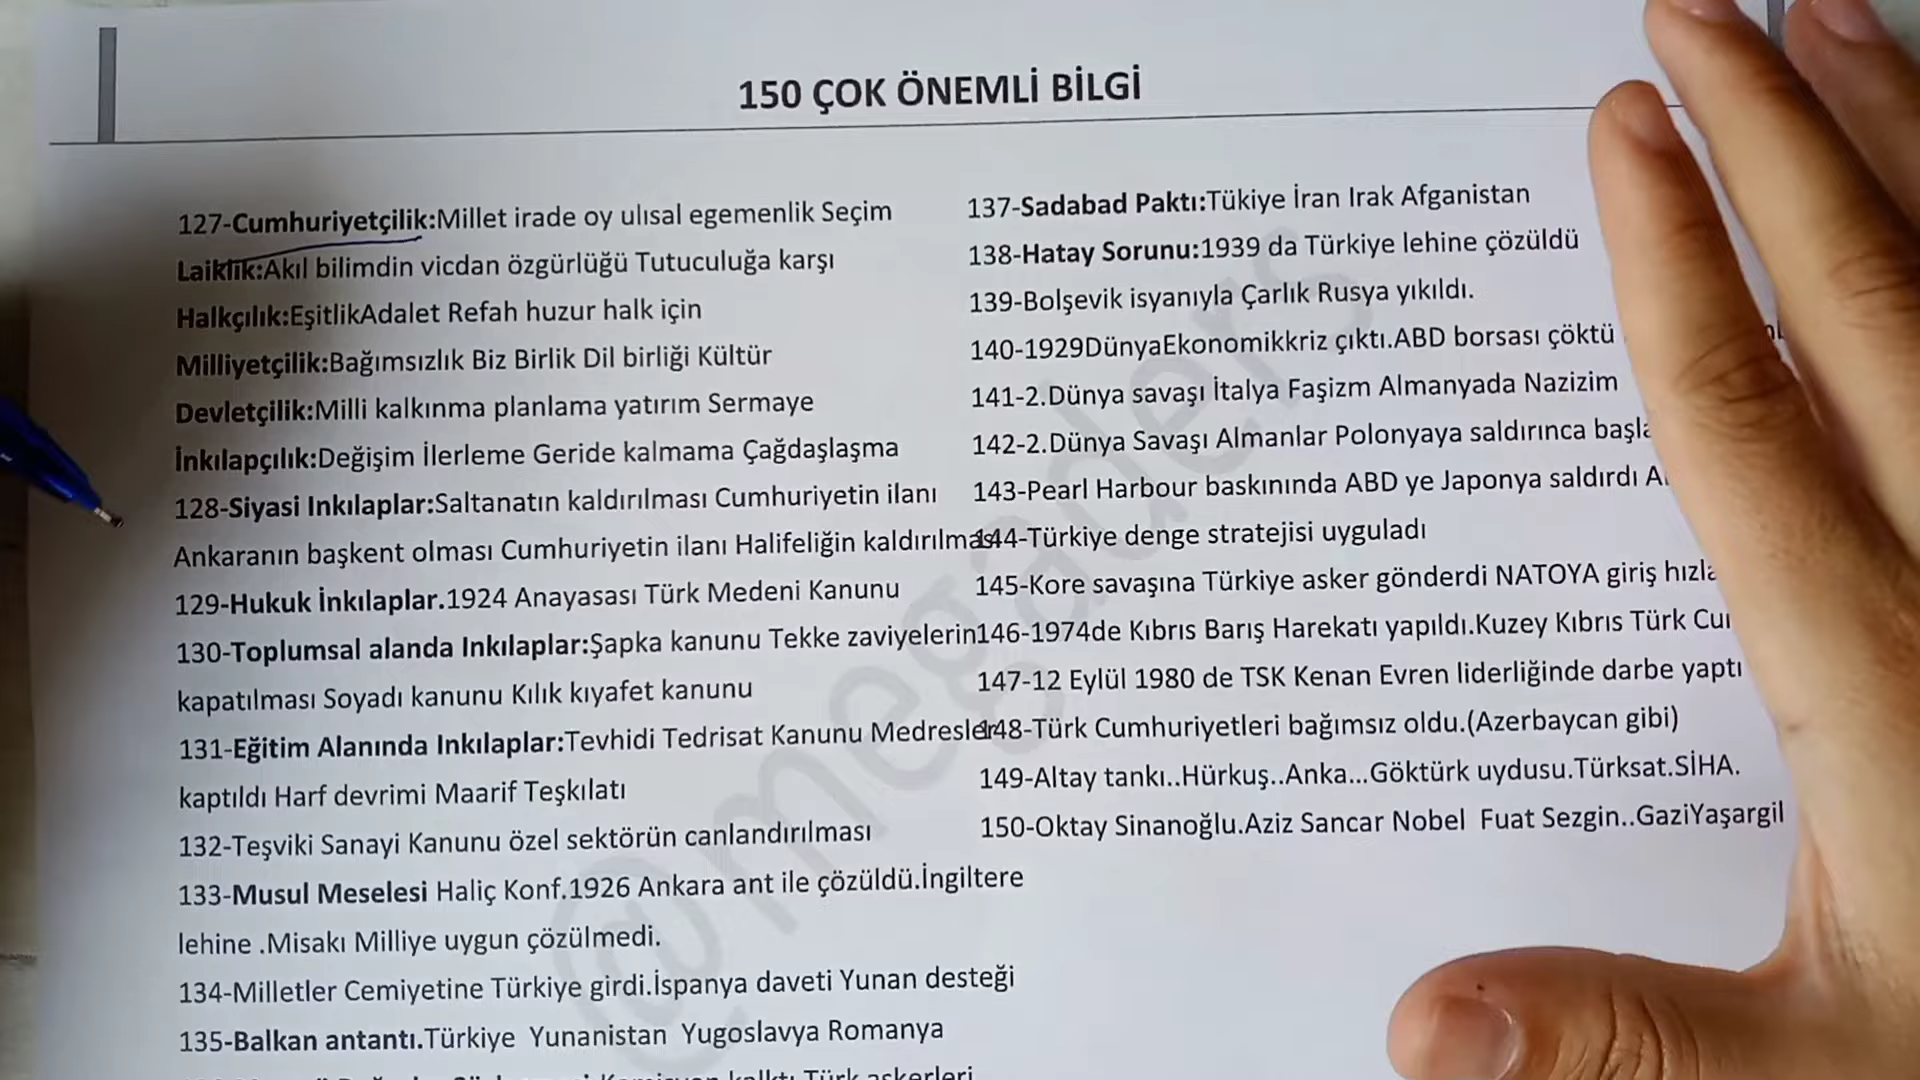 150 ÇOK ÖNEMLİ BİLGİ
127-Cumhuriyetçilik:Millet irade oy ulısal egemenlik Seçim
Laiklik:Akıl bilimdin vicdan özgürlüğü Tutuculuğa karşı
Halkçılık:EşitlikAdalet Refah huzur halk için
Milliyetçilik:Bağımsızlık Biz Birlik Dil birliği Kültür
Devletçilik:Milli kalkınma planlama yatırım Sermaye
İnkılapçılık:Değişim İlerleme Geride kalmama Çağdaşlaşma
128-Siyasi Inkılaplar:Saltanatın kaldırılması Cumhuriyetin ilanı
Ankaranın başkent olması Cumhuriyetin ilanı Halifeliğin kaldırılması
129-Hukuk İnkılaplar.1924 Anayasası Türk Medeni Kanunu
130-Toplumsal alanda Inkılaplar:Şapka kanunu Tekke zaviyelerin
kapatılması Soyadı kanunu Kılık kıyafet kanunu
131-Eğitim Alanında Inkılaplar:Tevhidi Tedrisat Kanunu Medresler
kaptıldı Harf devrimi Maarif Teşkılatı
132-Teşviki Sanayi Kanunu özel sektörün canlandırılması
133-Musul Meselesi Haliç Konf.1926 Ankara ant ile çözüldü.İngiltere
lehine .Misakı Milliye uygun çözülmedi.
134-Milletler Cemiyetine Türkiye girdi.İspanya daveti Yunan desteği
135-Balkan antantı.Türkiye Yunanistan Yugoslavya Romanya
Komisyon kalktı Türk askerleri
137-Sadabad Paktı:Tükiye İran Irak Afganistan
138-Hatay Sorunu:1939 da Türkiye lehine çözüldü
139-Bolşevik isyanıyla Çarlık Rusya yıkıldı.
140-1929DünyaEkonomikkriz çıktı.ABD borsası çöktü
141-2.Dünya savaşı İtalya Faşizm Almanyada Nazizim
142-2.Dünya Savaşı Almanlar Polonyaya saldırınca
143-Pearl Harbour baskınında ABD ye Japonya saldırdı
144-Türkiye denge stratejisi uyguladı
145-Kore savaşına Türkiye asker gönderdi NATOYA giriş
146-1974de Kıbrıs Barış Harekatı yapıldı.Kuzey Kıbrıs Türk
147-12 Eylül 1980 de TSK Kenan Evren liderliğinde darbe yaptı
148-Türk Cumhuriyetleri bağımsız oldu.(Azerbaycan gibi)
149-Altay tankı..Hürkuş..Anka...Göktürk uydusu.Türksat.SİHA.
150-Oktay Sinanoğlu.Aziz Sancar Nobel Fuat Sezgin..GaziYaşargil
@megaders